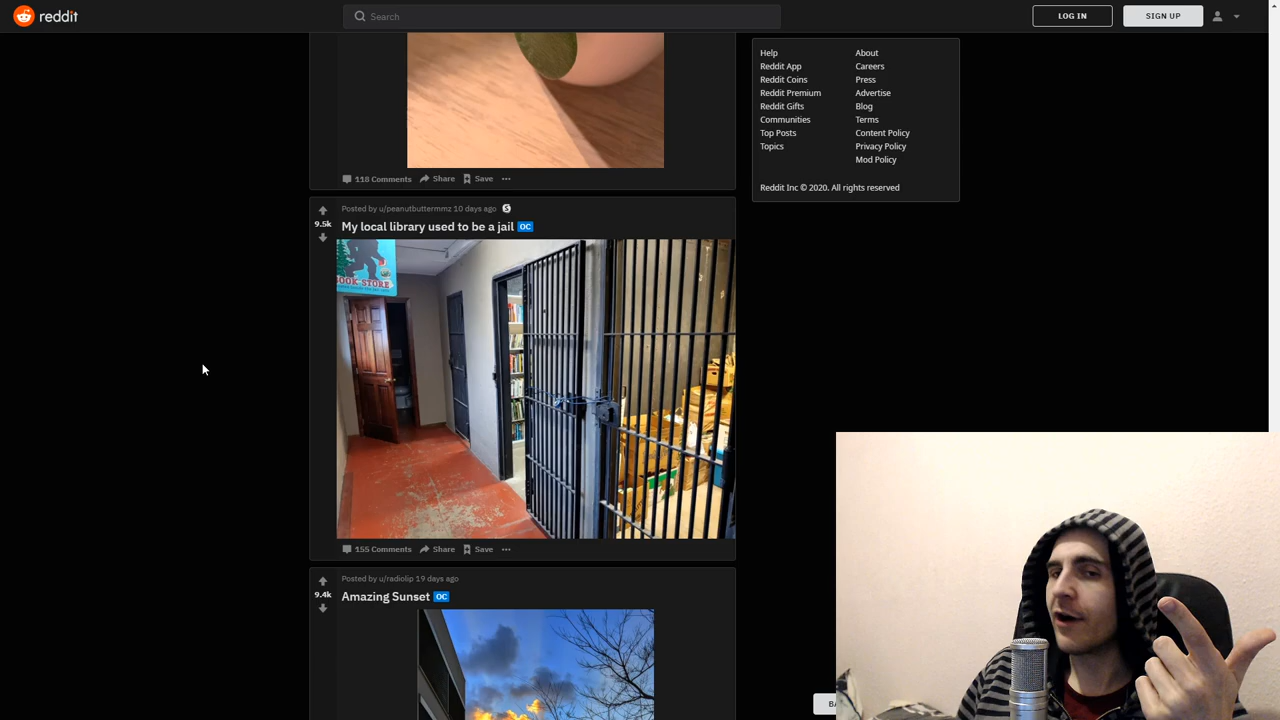 reddit
Search
LOG IN
SIGN UP
Help
About
Reddit App
Careers
Reddit Coins
Press
Reddit Premium
Advertise
Reddit Gifts
Blog
Communities
Terms
Top Posts
Content Policy
Topics
Privacy Policy
Mod Policy
Reddit Inc © 2020. All rights reserved
118 Comments
Share
Save
Posted by u/peanutbuttermmz 10 days ago
9.5k
My local library used to be a jail OC
OOK STORE
155 Comments
Share
Save
Posted by u/radiolip 19 days ago
9.4k
Amazing Sunset OC